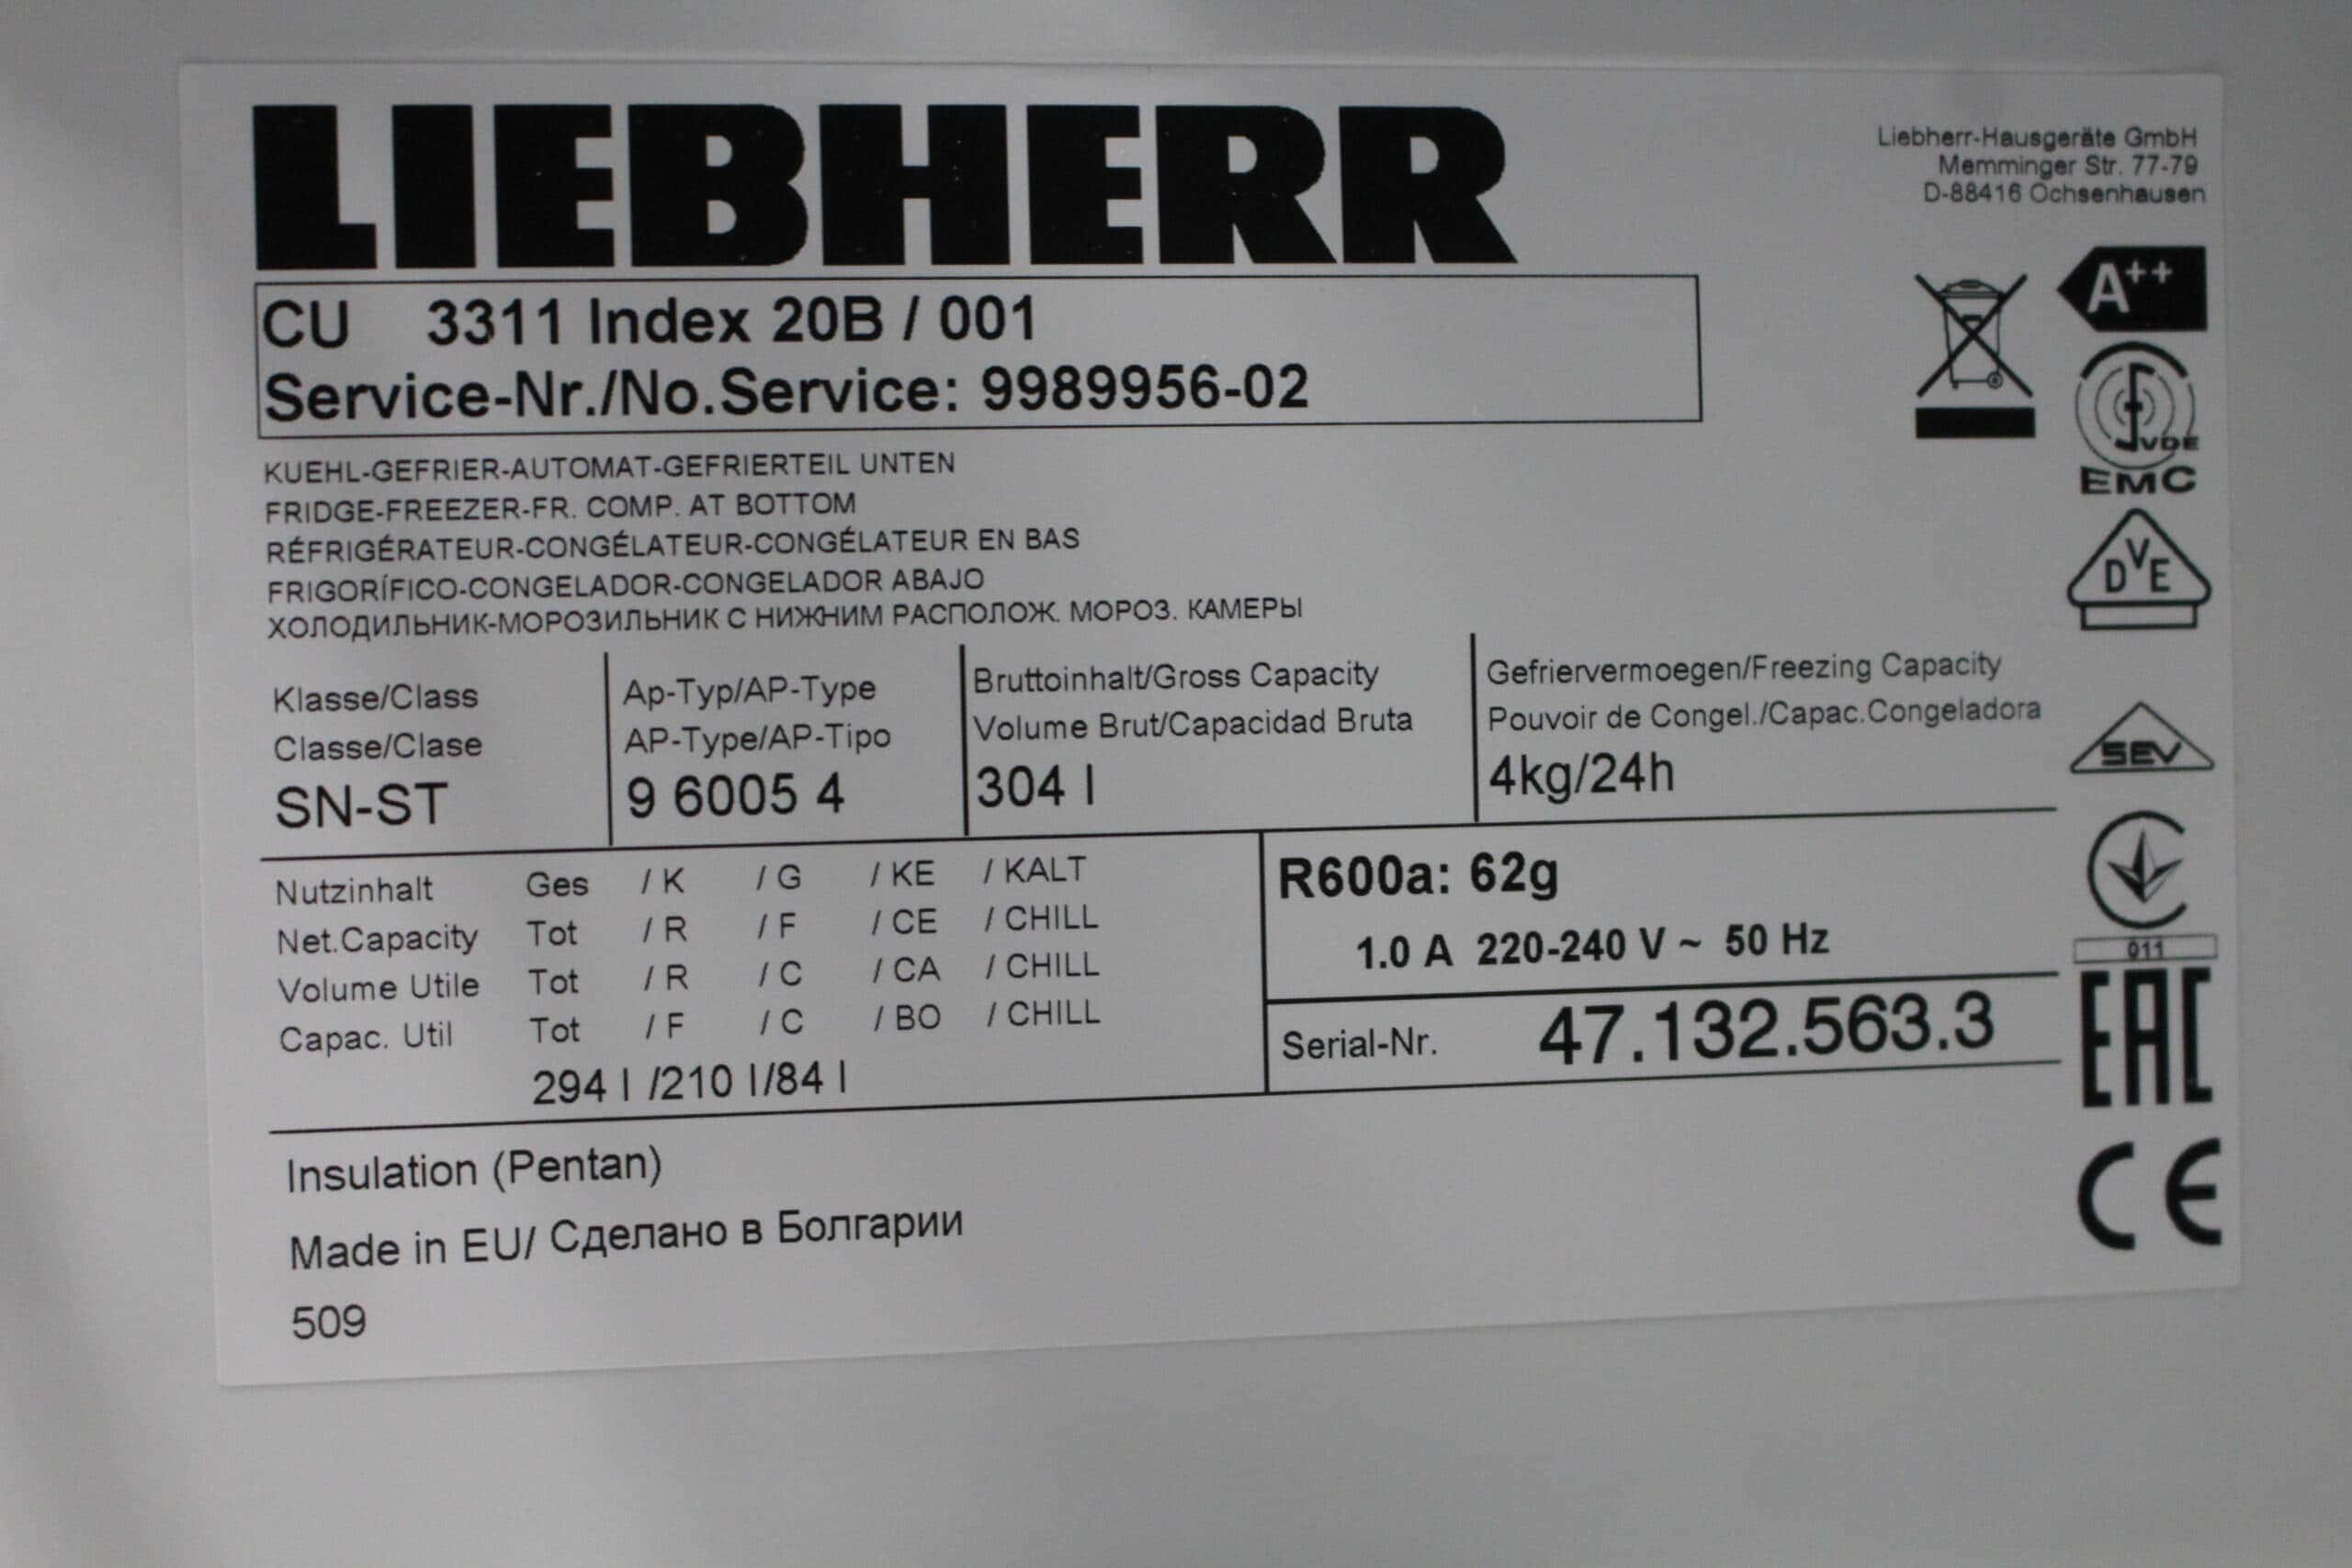 LIEBHERR
Liebherr-Hausgeräte GmbH
Memminger Str. 77-79
D-88416 Ochsenhausen
CU 3311 Index 20B / 001
Service-Nr./No.Service: 9989956-02
A++
VDE
EMC
KUEHL-GEFRIER-AUTOMAT-GEFRIERTEIL UNTEN
FRIDGE-FREEZER-FR. COMP. AT BOTTOM
RÉFRIGÉRATEUR-CONGÉLATEUR-CONGÉLATEUR EN BAS
FRIGORÍFICO-CONGELADOR-CONGELADOR ABAJO
ХОЛОДИЛЬНИК-МОРОЗИЛЬНИК С НИЖНИМ РАСПОЛОЖ. МОРОЗ. КАМЕРЫ
DVE
Klasse/Class
Classe/Clase
SN-ST
Ap-Typ/AP-Type
AP-Type/AP-Tipo
9 6005 4
Bruttoinhalt/Gross Capacity
Volume Brut/Capacidad Bruta
304 l
Gefriervermoegen/Freezing Capacity
Pouvoir de Congel./Capac.Congeladora
4kg/24h
SEV
Nutzinhalt Ges / K / G / KE / KALT
Net.Capacity Tot / R / F / CE / CHILL
Volume Utile Tot / R / C / CA / CHILL
Capac. Util Tot / F / C / BO / CHILL
294 l /210 l/84 l
R600a: 62g
1.0 A 220-240 V ~ 50 Hz
Serial-Nr. 47.132.563.3
011
EAC
CE
Insulation (Pentan)
Made in EU/ Сделано в Болгарии
509